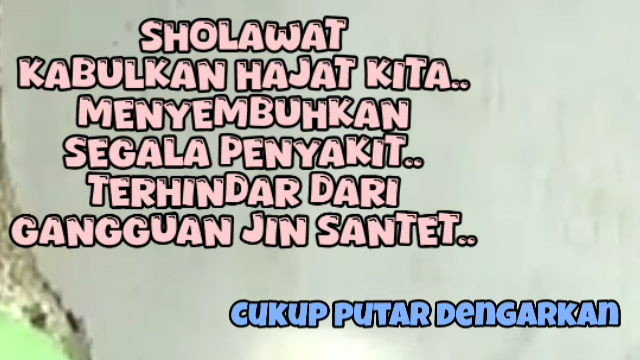 SHOLAWAT
KABULKAN HAJAT KITA..
MENYEMBUHKAN
SEGALA PENYAKIT..
TERHINDAR DARI
GANGGUAN JIN SANTET..
CUKUP PUTAR DENGARKAN